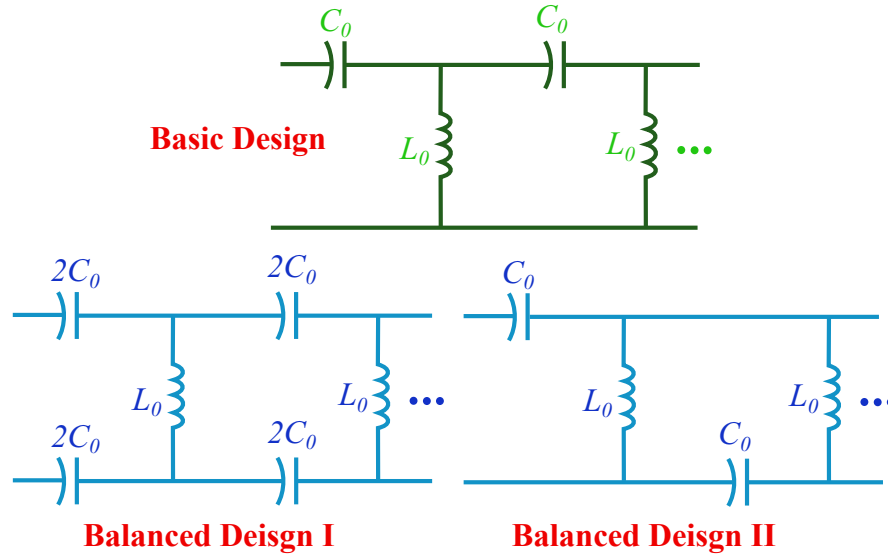 C₀ C₀
Basic Design L₀ L₀ ...
2C₀ 2C₀ C₀
L₀ L₀ ... L₀ L₀ ...
2C₀ 2C₀ C₀
Balanced Deisgn I Balanced Deisgn II